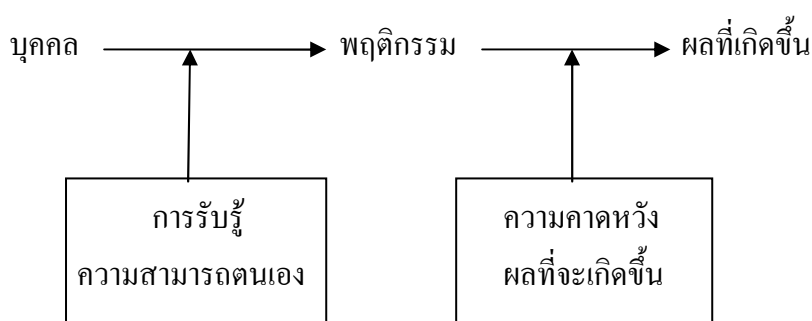 บุคคล พฤติกรรม ผลที่เกิดขึ้น
การรับรู้
ความสามารถตนเอง
ความคาดหวัง
ผลที่จะเกิดขึ้น